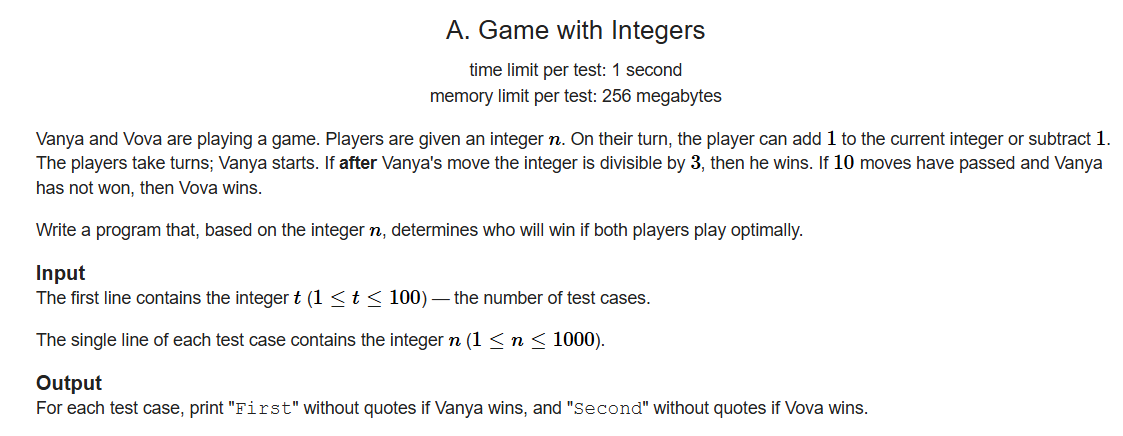 A. Game with Integers
time limit per test: 1 second
memory limit per test: 256 megabytes
Vanya and Vova are playing a game. Players are given an integer n. On their turn, the player can add 1 to the current integer or subtract 1.
The players take turns; Vanya starts. If after Vanya's move the integer is divisible by 3, then he wins. If 10 moves have passed and Vanya
has not won, then Vova wins.
Write a program that, based on the integer n, determines who will win if both players play optimally.
Input
The first line contains the integer t (1 ≤ t ≤ 100) — the number of test cases.
The single line of each test case contains the integer n (1 ≤ n ≤ 1000).
Output
For each test case, print "First" without quotes if Vanya wins, and "Second" without quotes if Vova wins.